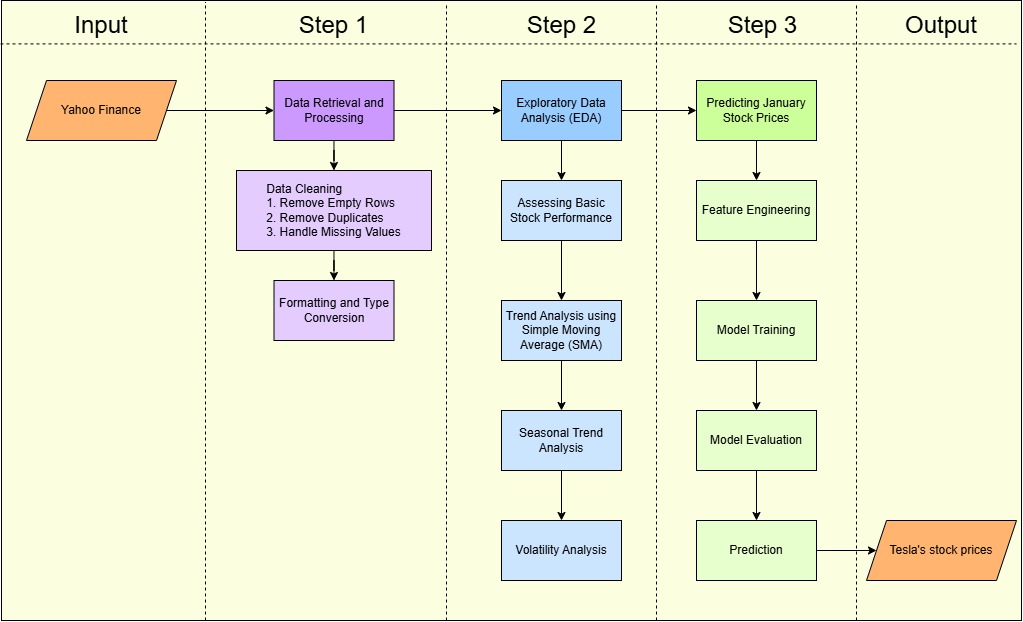 Input
Step 1
Step 2
Step 3
Output
Yahoo Finance
Data Retrieval and
Processing
Exploratory Data
Analysis (EDA)
Predicting January
Stock Prices
Data Cleaning
1. Remove Empty Rows
2. Remove Duplicates
3. Handle Missing Values
Assessing Basic
Stock Performance
Feature Engineering
Formatting and Type
Conversion
Trend Analysis using
Simple Moving
Average (SMA)
Model Training
Seasonal Trend
Analysis
Model Evaluation
Volatility Analysis
Prediction
Tesla's stock prices